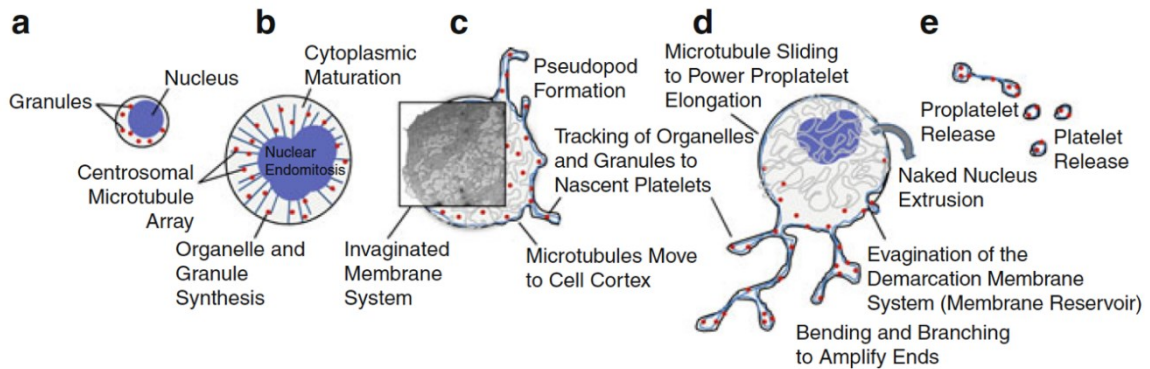 a
Granules
Nucleus
b
Cytoplasmic
Maturation
Nuclear
Endomitosis
Centrosomal
Microtubule
Array
Organelle and
Granule
Synthesis
c
Pseudopod
Formation
Tracking of Organelles
and Granules to
Nascent Platelets
Invaginated
Membrane
System
Microtubules Move
to Cell Cortex
d
Microtubule Sliding
to Power Proplatelet
Elongation
Naked Nucleus
Extrusion
Evagination of the
Demarcation Membrane
System (Membrane Reservoir)
Bending and Branching
to Amplify Ends
e
Proplatelet
Release
Platelet
Release